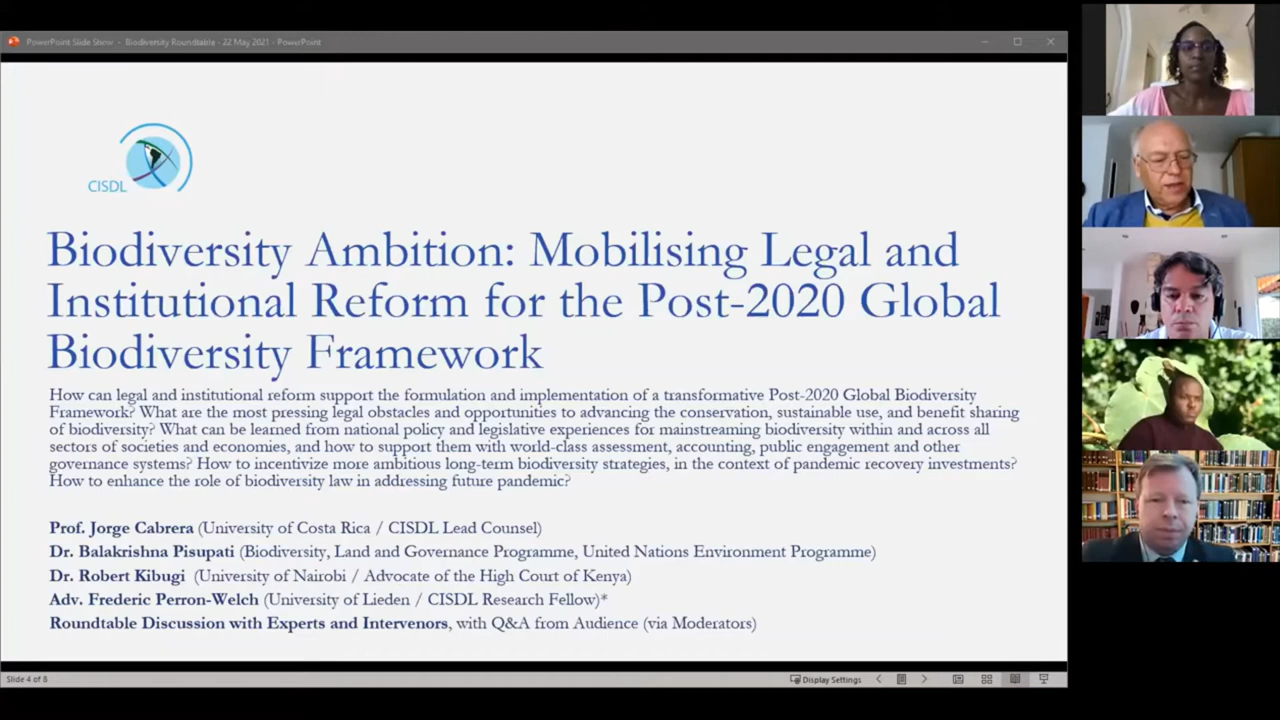 PowerPoint Slide Show - Biodiversity Roundtable - 22 May 2021 - PowerPoint
CISDL
Biodiversity Ambition: Mobilising Legal and
Institutional Reform for the Post-2020 Global
Biodiversity Framework
How can legal and institutional reform support the formulation and implementation of a transformative Post-2020 Global Biodiversity
Framework? What are the most pressing legal obstacles and opportunities to advancing the conservation, sustainable use, and benefit sharing
of biodiversity? What can be learned from national policy and legislative experiences for mainstreaming biodiversity within and across all
sectors of societies and economies, and how to support them with world-class assessment, accounting, public engagement and other
governance systems? How to incentivize more ambitious long-term biodiversity strategies, in the context of pandemic recovery investments?
How to enhance the role of biodiversity law in addressing future pandemic?
Prof. Jorge Cabrera (University of Costa Rica / CISDL Lead Counsel)
Dr. Balakrishna Pisupati (Biodiversity, Land and Governance Programme, United Nations Environment Programme)
Dr. Robert Kibugi (University of Nairobi / Advocate of the High Court of Kenya)
Adv. Frederic Perron-Welch (University of Lieden / CISDL Research Fellow)*
Roundtable Discussion with Experts and Intervenors, with Q&A from Audience (via Moderators)
Slide 4 of 8
Display Settings